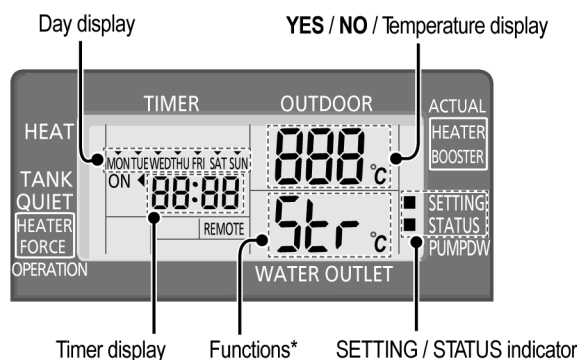 Day display
YES / NO / Temperature display
TIMER
OUTDOOR
ACTUAL
HEAT
HEATER
BOOSTER
MON TUE WED THU FRI SAT SUN
888 °C
TANK
ON
88:88
QUIET
SETTING
HEATER
REMOTE
Str °C
STATUS
FORCE
PUMPDW
OPERATION
WATER OUTLET
Timer display
Functions*
SETTING / STATUS indicator